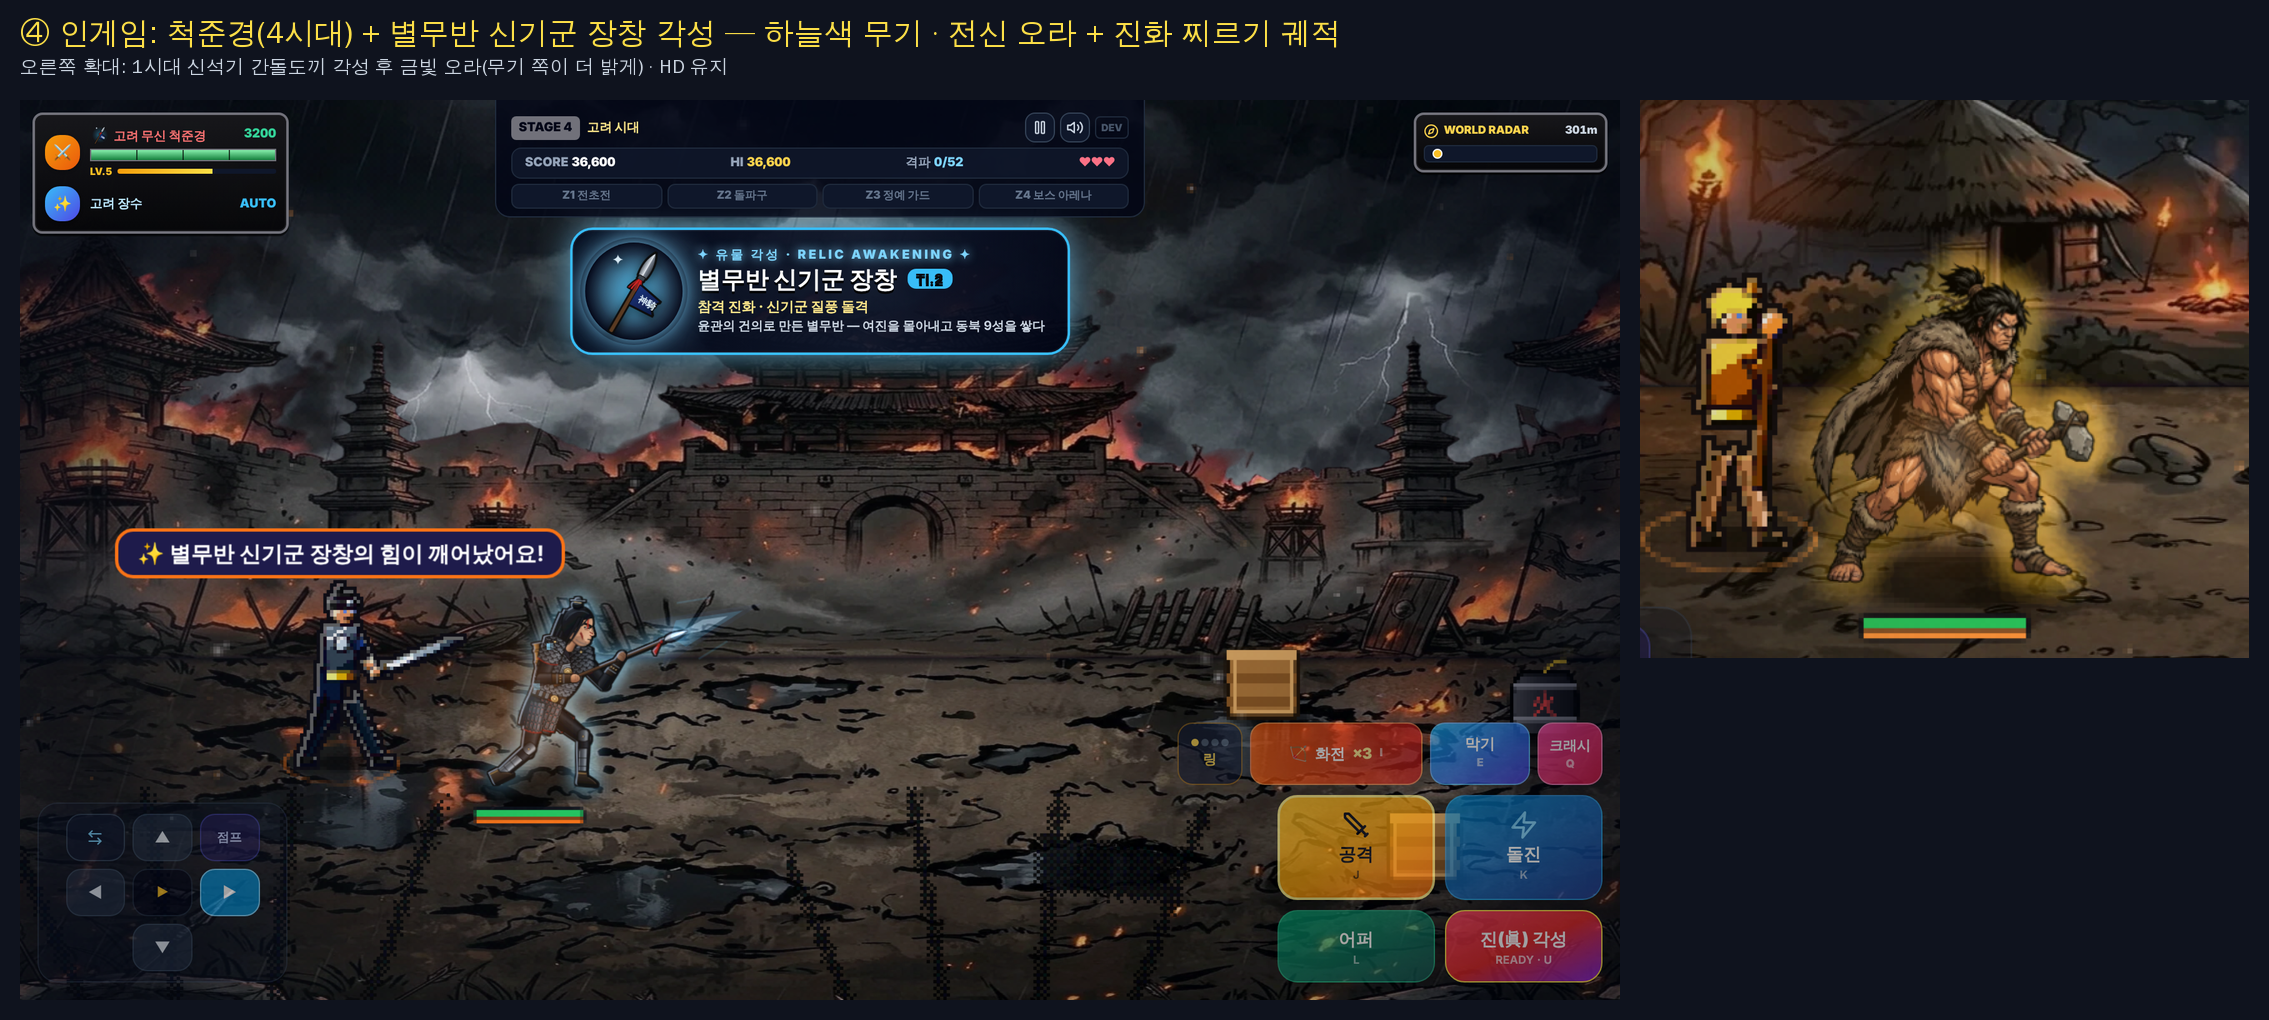 ④ 인게임: 척준경(4시대) + 별무반 신기군 장창 각성 — 하늘색 무기 · 전신 오라 + 진화 찌르기 궤적
오른쪽 확대: 1시대 신석기 간돌도끼 각성 후 금빛 오라(무기 쪽이 더 밝게) · HD 유지
고려 무신 척준경 3200
LV.5
고려 장수 AUTO
STAGE 4 고려 시대 DEV
SCORE 36,600 HI 36,600 격파 0/52
Z1 전초전 Z2 돌파구 Z3 정예 가드 Z4 보스 아레나
WORLD RADAR 301m
✦ 유물 각성 · RELIC AWAKENING ✦
별무반 신기군 장창 TI.2
참격 진화 · 신기군 질풍 돌격
윤관의 건의로 만든 별무반 — 여진을 몰아내고 동북 9성을 쌓다
神騎
✨ 별무반 신기군 장창의 힘이 깨어났어요!
점프
링
화전 ×3
막기
E
크래시
Q
공격
J
돌진
K
어퍼
L
진(眞) 각성
READY · U